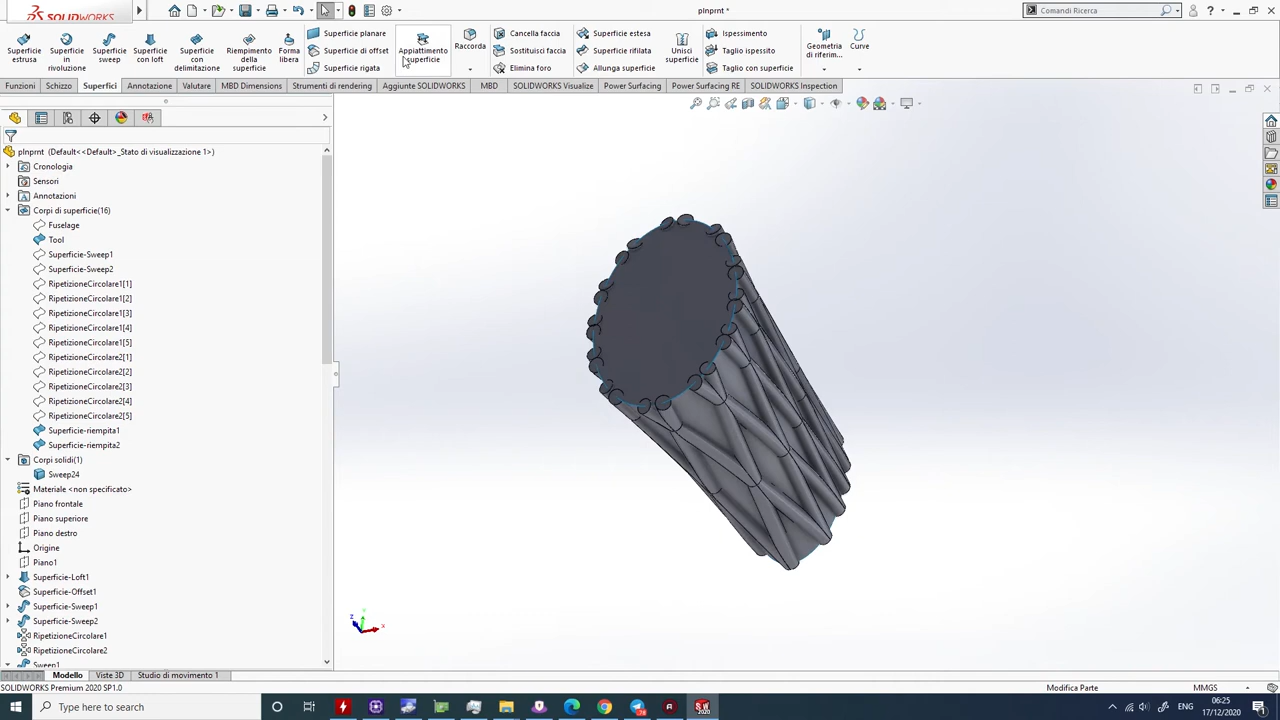 SOLIDWORKS
pInprnt *
Comandi Ricerca
Superficie estrusa
Superficie in rivoluzione
Superficie sweep
Superficie con loft
Superficie con delimitazione
Riempimento della superficie
Forma libera
Superficie planare
Superficie di offset
Superficie rigata
Appiattimento superficie
Raccorda
Cancella faccia
Sostituisci faccia
Elimina foro
Superficie estesa
Superficie rifilata
Allunga superficie
Unisci superficie
Ispessimento
Taglio ispessito
Taglio con superficie
Geometria di riferim...
Curve
Funzioni
Schizzo
Superfici
Annotazione
Valutare
MBD Dimensions
Strumenti di rendering
Aggiunte SOLIDWORKS
MBD
SOLIDWORKS Visualize
Power Surfacing
Power Surfacing RE
SOLIDWORKS Inspection
pInprnt (Default<<Default>_Stato di visualizzazione 1>)
Cronologia
Sensori
Annotazioni
Corpi di superficie(16)
Fuselage
Tool
Superficie-Sweep1
Superficie-Sweep2
RipetizioneCircolare1[1]
RipetizioneCircolare1[2]
RipetizioneCircolare1[3]
RipetizioneCircolare1[4]
RipetizioneCircolare1[5]
RipetizioneCircolare2[1]
RipetizioneCircolare2[2]
RipetizioneCircolare2[3]
RipetizioneCircolare2[4]
RipetizioneCircolare2[5]
Superficie-riempita1
Superficie-riempita2
Corpi solidi(1)
Sweep24
Materiale <non specificato>
Piano frontale
Piano superiore
Piano destro
Origine
Piano1
Superficie-Loft1
Superficie-Offset1
Superficie-Sweep1
Superficie-Sweep2
RipetizioneCircolare1
RipetizioneCircolare2
Sweep1
Z
Y
X
Modello
Viste 3D
Studio di movimento 1
SOLIDWORKS Premium 2020 SP1.0
Modifica Parte
MMGS
Type here to search
ENG
06:25
17/12/2020